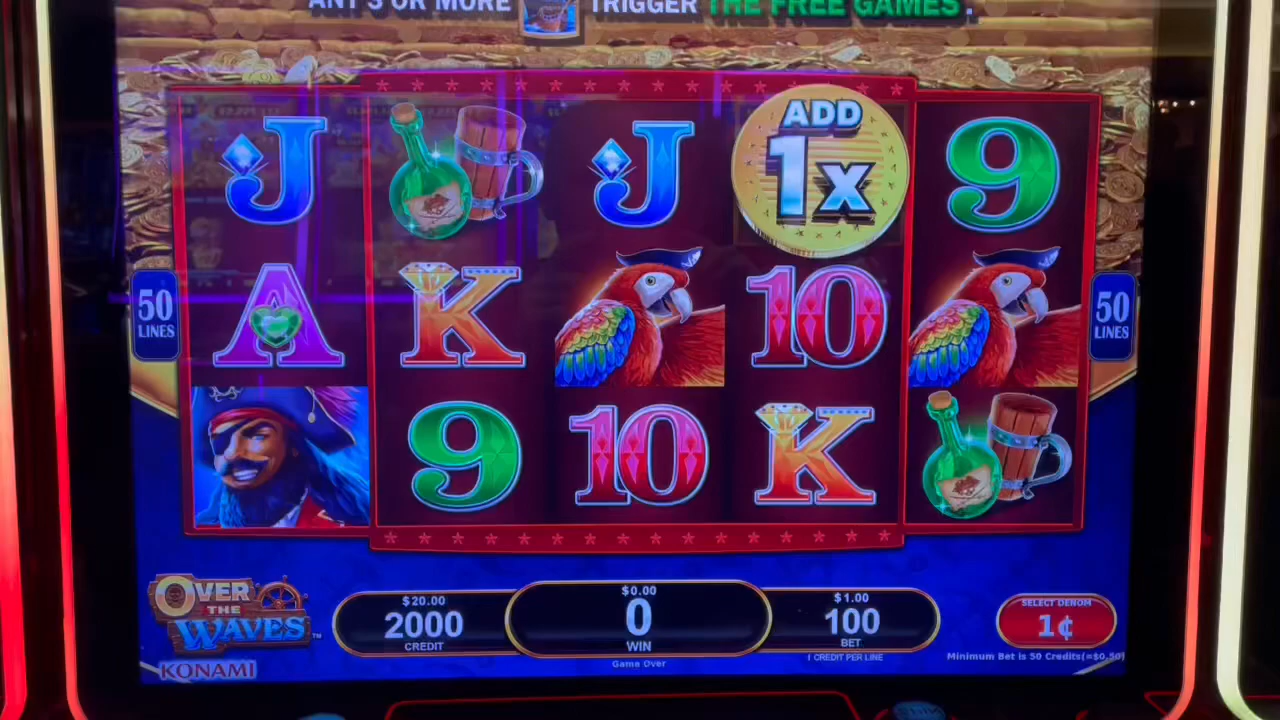 ANY 3 OR MORE TRIGGER THE FREE GAMES.
J J ADD 1x 9
A K 10
9 10 K
50 LINES
50 LINES
OVER THE WAVES™
KONAMI
$20.00
2000
CREDIT
$0.00
0
WIN
Game Over
$1.00
100
BET
1 CREDIT PER LINE
SELECT DENOM
1¢
Minimum Bet is 50 Credits(=$0.50)